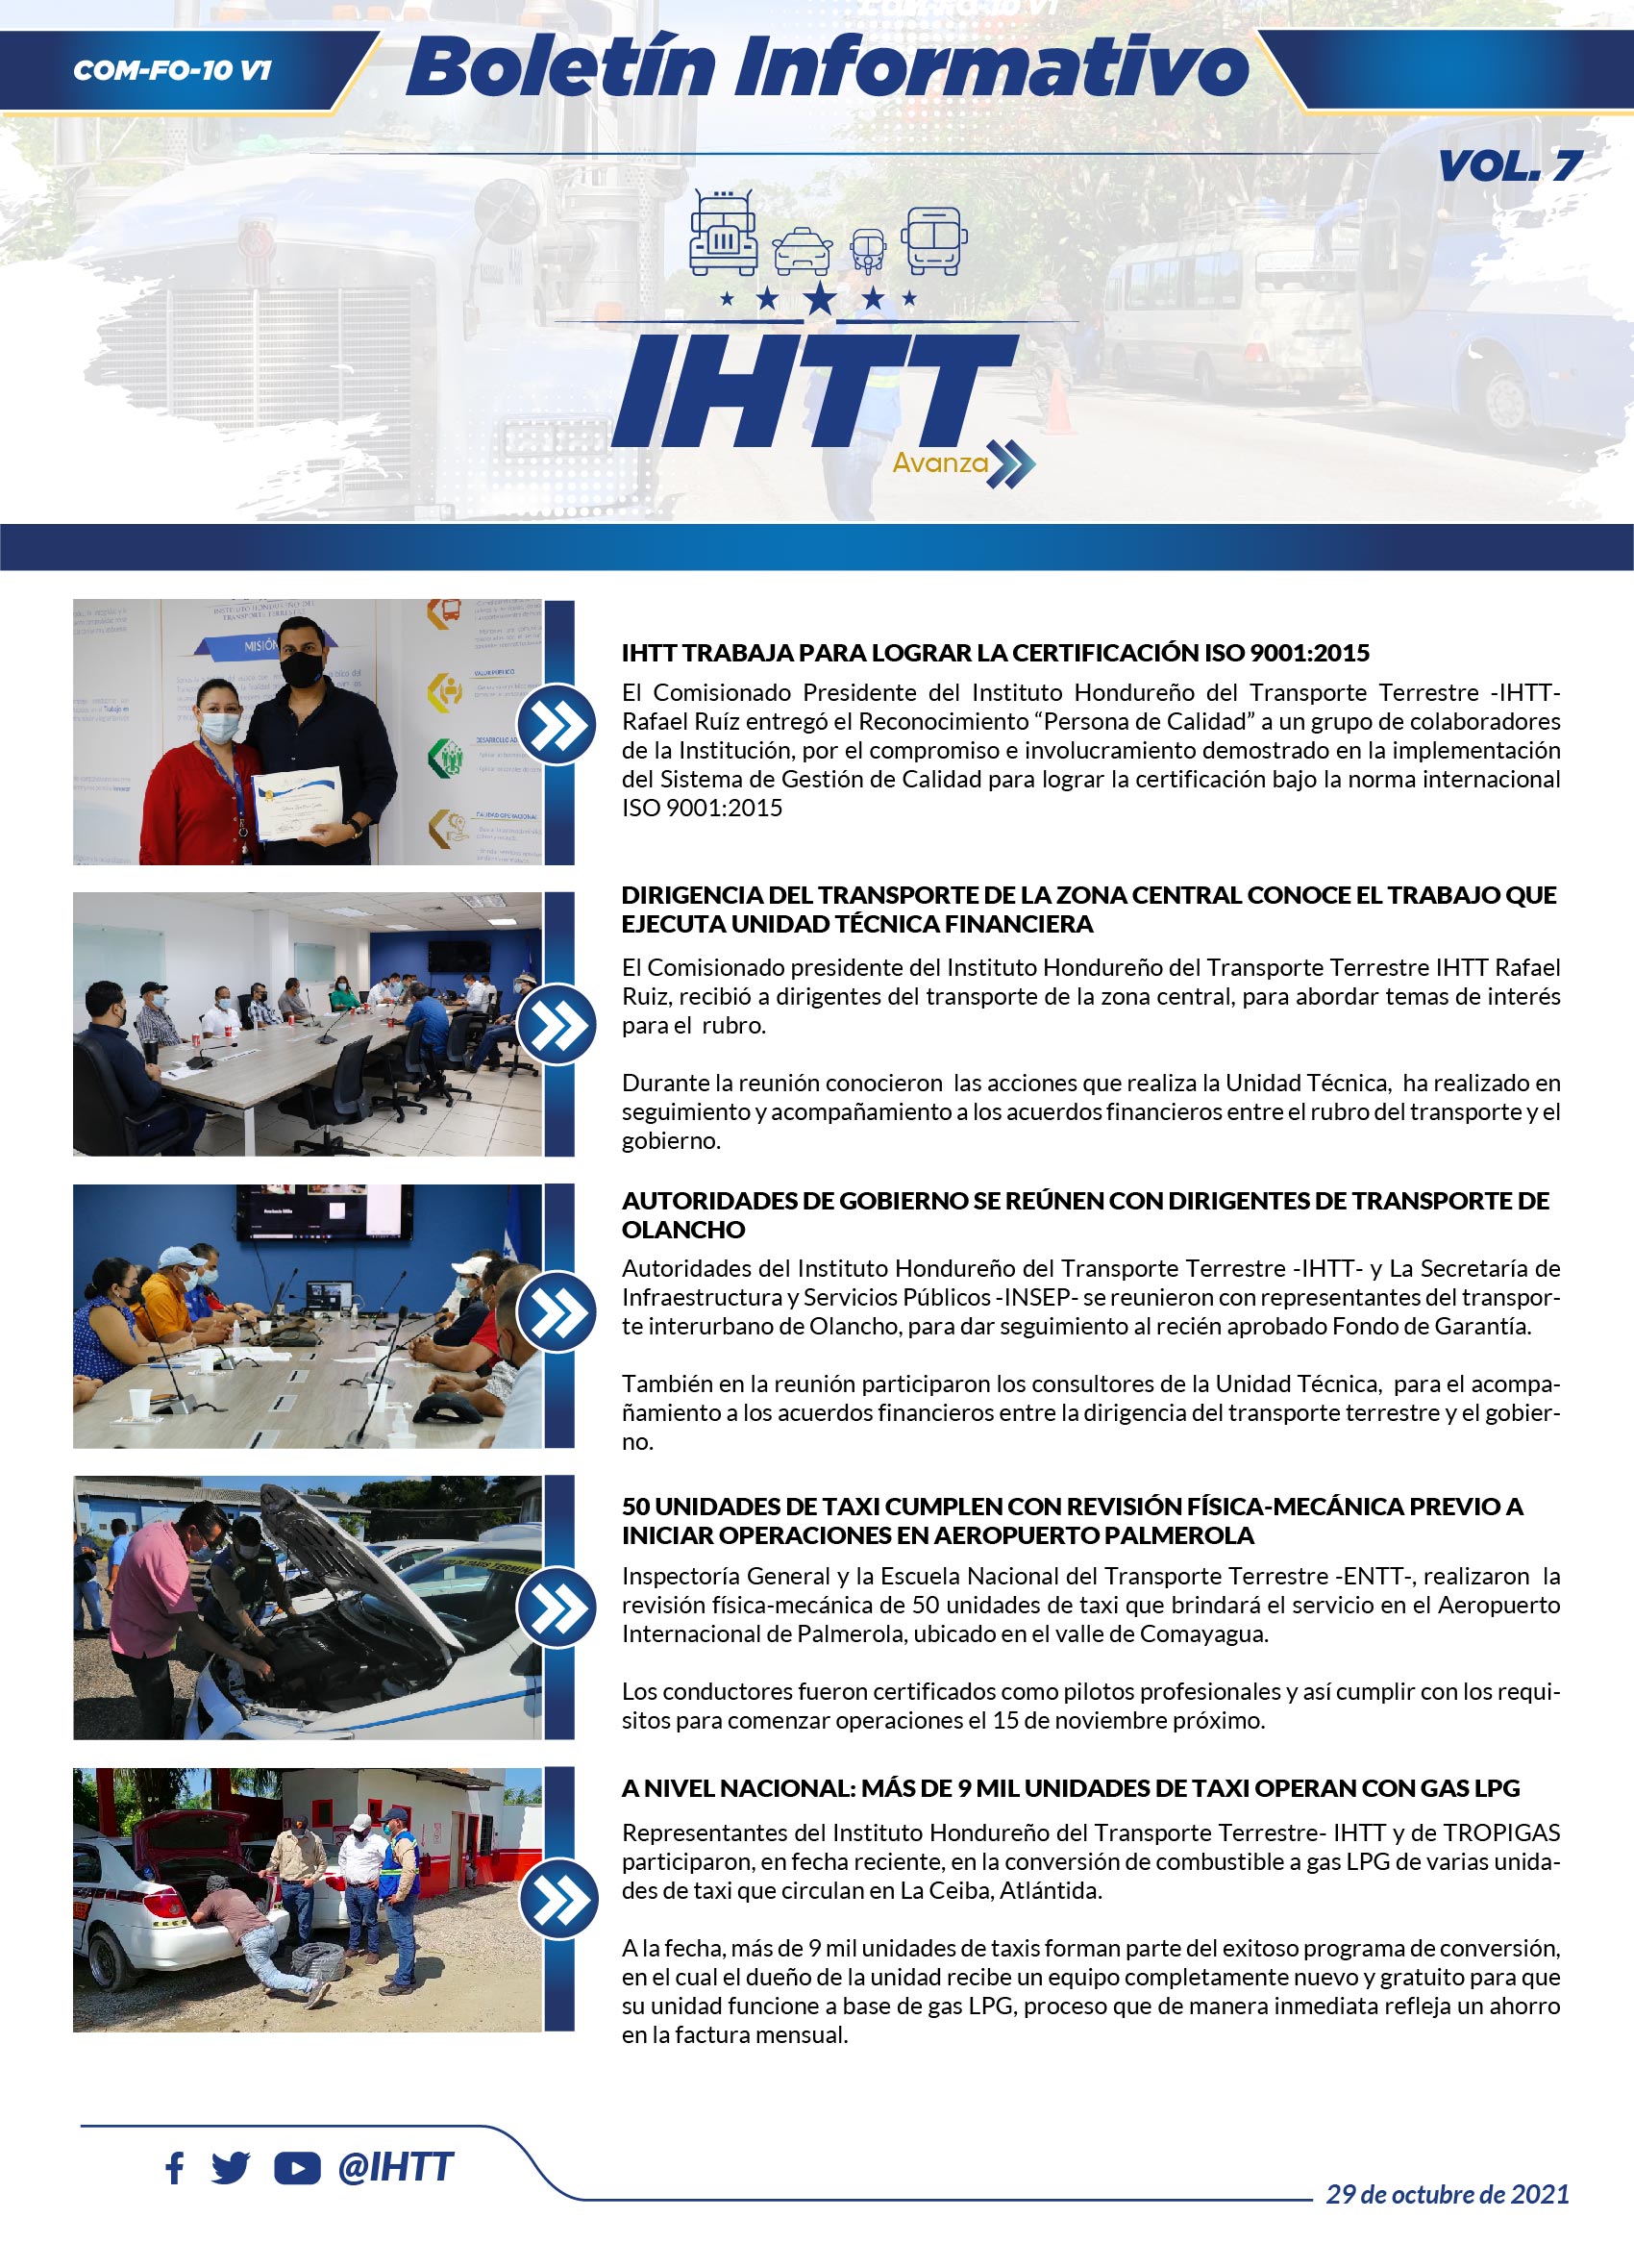 COM-FO-10 V1
COM-FO-10 V1
Boletín Informativo
VOL. 7
IHTT
Avanza
INSTITUTO HONDUREÑO DEL
TRANSPORTE TERRESTRE
MISIÓN
VALOR PÚBLICO
CALIDAD OPERACIONAL
IHTT TRABAJA PARA LOGRAR LA CERTIFICACIÓN ISO 9001:2015
El Comisionado Presidente del Instituto Hondureño del Transporte Terrestre -IHTT-
Rafael Ruíz entregó el Reconocimiento “Persona de Calidad” a un grupo de colaboradores
de la Institución, por el compromiso e involucramiento demostrado en la implementación
del Sistema de Gestión de Calidad para lograr la certificación bajo la norma internacional
ISO 9001:2015
DIRIGENCIA DEL TRANSPORTE DE LA ZONA CENTRAL CONOCE EL TRABAJO QUE
EJECUTA UNIDAD TÉCNICA FINANCIERA
El Comisionado presidente del Instituto Hondureño del Transporte Terrestre IHTT Rafael
Ruiz, recibió a dirigentes del transporte de la zona central, para abordar temas de interés
para el rubro.
Durante la reunión conocieron las acciones que realiza la Unidad Técnica, ha realizado en
seguimiento y acompañamiento a los acuerdos financieros entre el rubro del transporte y el
gobierno.
AUTORIDADES DE GOBIERNO SE REÚNEN CON DIRIGENTES DE TRANSPORTE DE
OLANCHO
Autoridades del Instituto Hondureño del Transporte Terrestre -IHTT- y La Secretaría de
Infraestructura y Servicios Públicos -INSEP- se reunieron con representantes del transpor-
te interurbano de Olancho, para dar seguimiento al recién aprobado Fondo de Garantía.
También en la reunión participaron los consultores de la Unidad Técnica, para el acompa-
ñamiento a los acuerdos financieros entre la dirigencia del transporte terrestre y el gobier-
no.
50 UNIDADES DE TAXI CUMPLEN CON REVISIÓN FÍSICA-MECÁNICA PREVIO A
INICIAR OPERACIONES EN AEROPUERTO PALMEROLA
Inspectoría General y la Escuela Nacional del Transporte Terrestre -ENTT-, realizaron la
revisión física-mecánica de 50 unidades de taxi que brindará el servicio en el Aeropuerto
Internacional de Palmerola, ubicado en el valle de Comayagua.
Los conductores fueron certificados como pilotos profesionales y así cumplir con los requi-
sitos para comenzar operaciones el 15 de noviembre próximo.
A NIVEL NACIONAL: MÁS DE 9 MIL UNIDADES DE TAXI OPERAN CON GAS LPG
Representantes del Instituto Hondureño del Transporte Terrestre- IHTT y de TROPIGAS
participaron, en fecha reciente, en la conversión de combustible a gas LPG de varias unida-
des de taxi que circulan en La Ceiba, Atlántida.
A la fecha, más de 9 mil unidades de taxis forman parte del exitoso programa de conversión,
en el cual el dueño de la unidad recibe un equipo completamente nuevo y gratuito para que
su unidad funcione a base de gas LPG, proceso que de manera inmediata refleja un ahorro
en la factura mensual.
@IHTT
29 de octubre de 2021